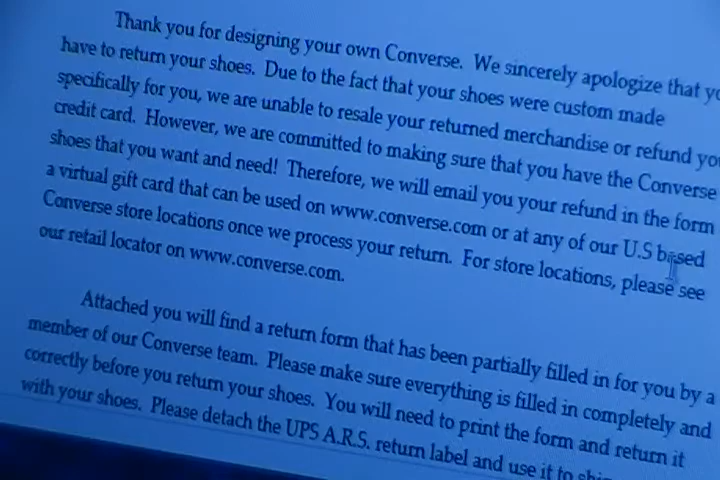 Thank you for designing your own Converse. We sincerely apologize that
have to return your shoes. Due to the fact that your shoes were custom made
specifically for you, we are unable to resale your returned merchandise or refund
credit card. However, we are committed to making sure that you have the Converse
shoes that you want and need! Therefore, we will email you your refund in the form
a virtual gift card that can be used on www.converse.com or at any of our U.S based
Converse store locations once we process your return. For store locations, please see
our retail locator on www.converse.com.
Attached you will find a return form that has been partially filled in for you by a
member of our Converse team. Please make sure everything is filled in completely and
correctly before you return your shoes. You will need to print the form and return it
with your shoes. Please detach the UPS A.R.S. return label and use it to